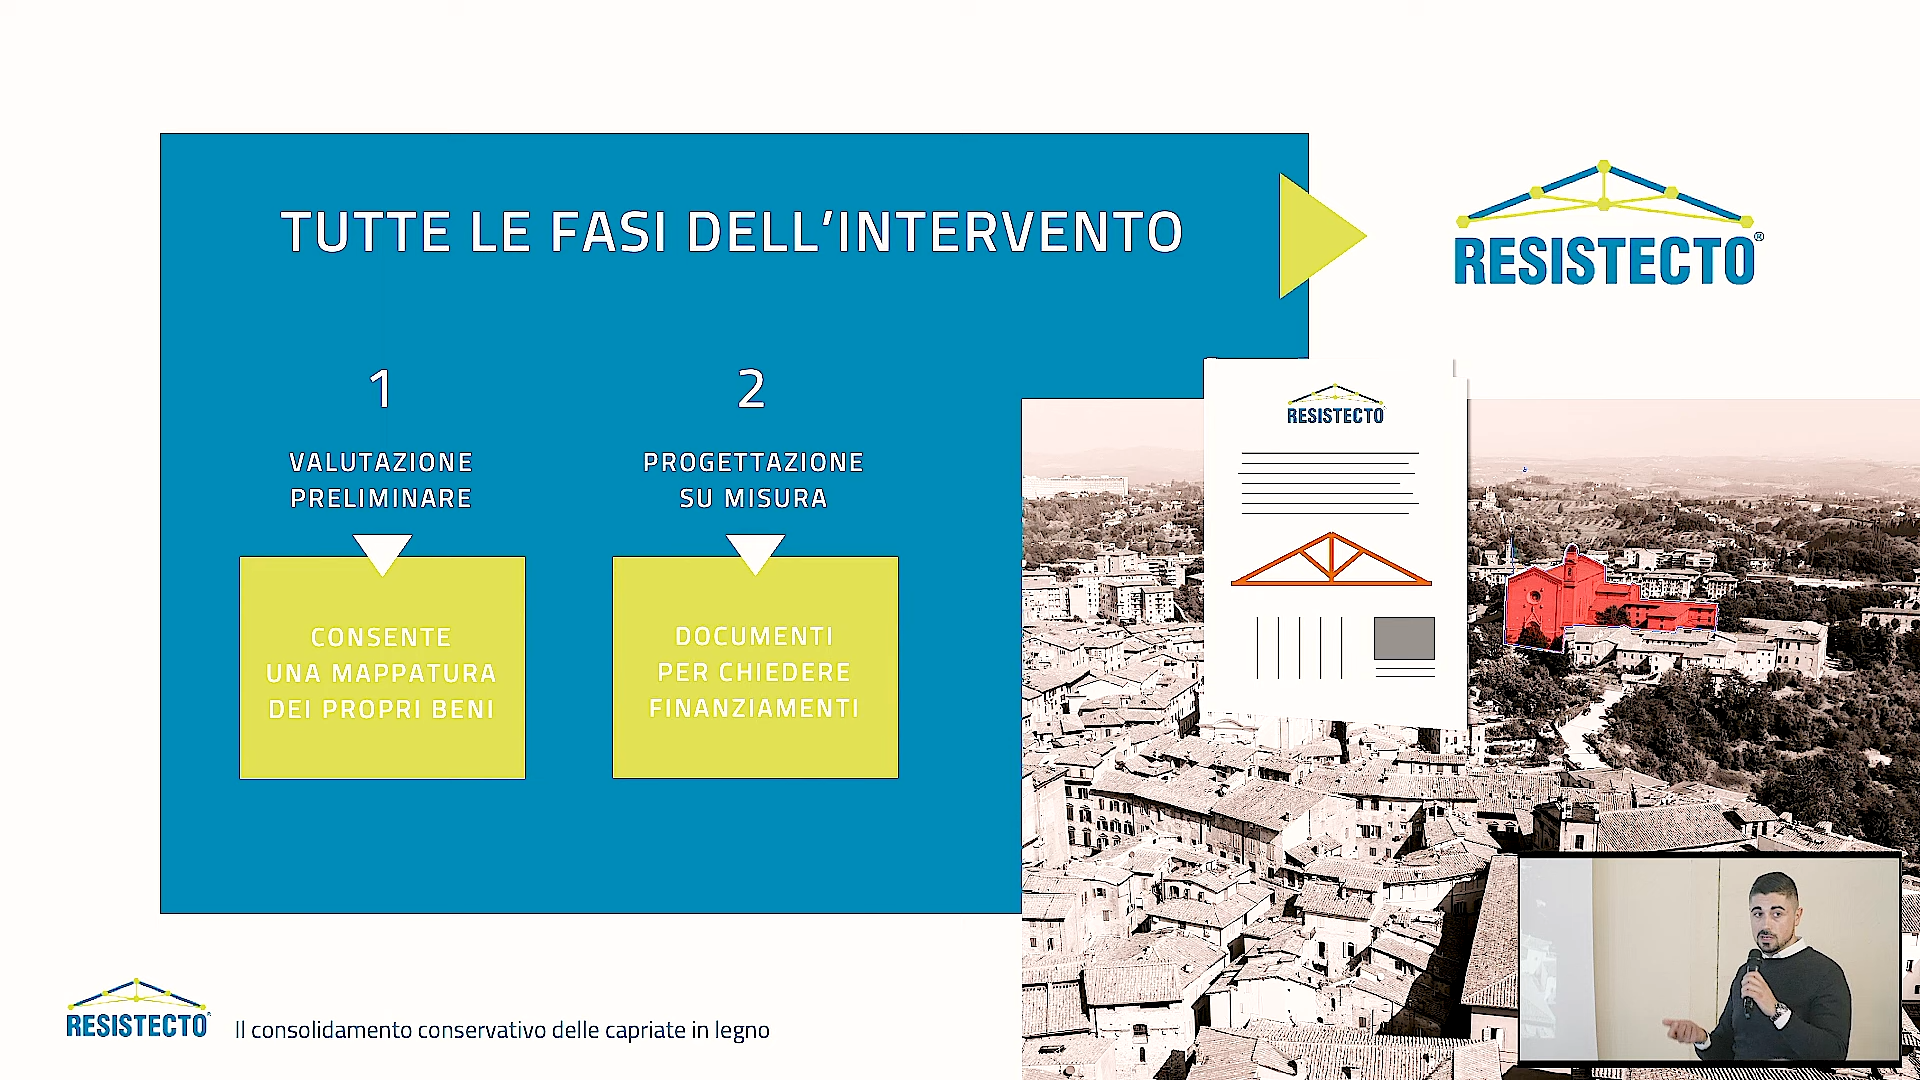 TUTTE LE FASI DELL’INTERVENTO
RESISTECTO®
1
VALUTAZIONE
PRELIMINARE
CONSENTE
UNA MAPPATURA
DEI PROPRI BENI
2
PROGETTAZIONE
SU MISURA
DOCUMENTI
PER CHIEDERE
FINANZIAMENTI
RESISTECTO
RESISTECTO
Il consolidamento conservativo delle capriate in legno